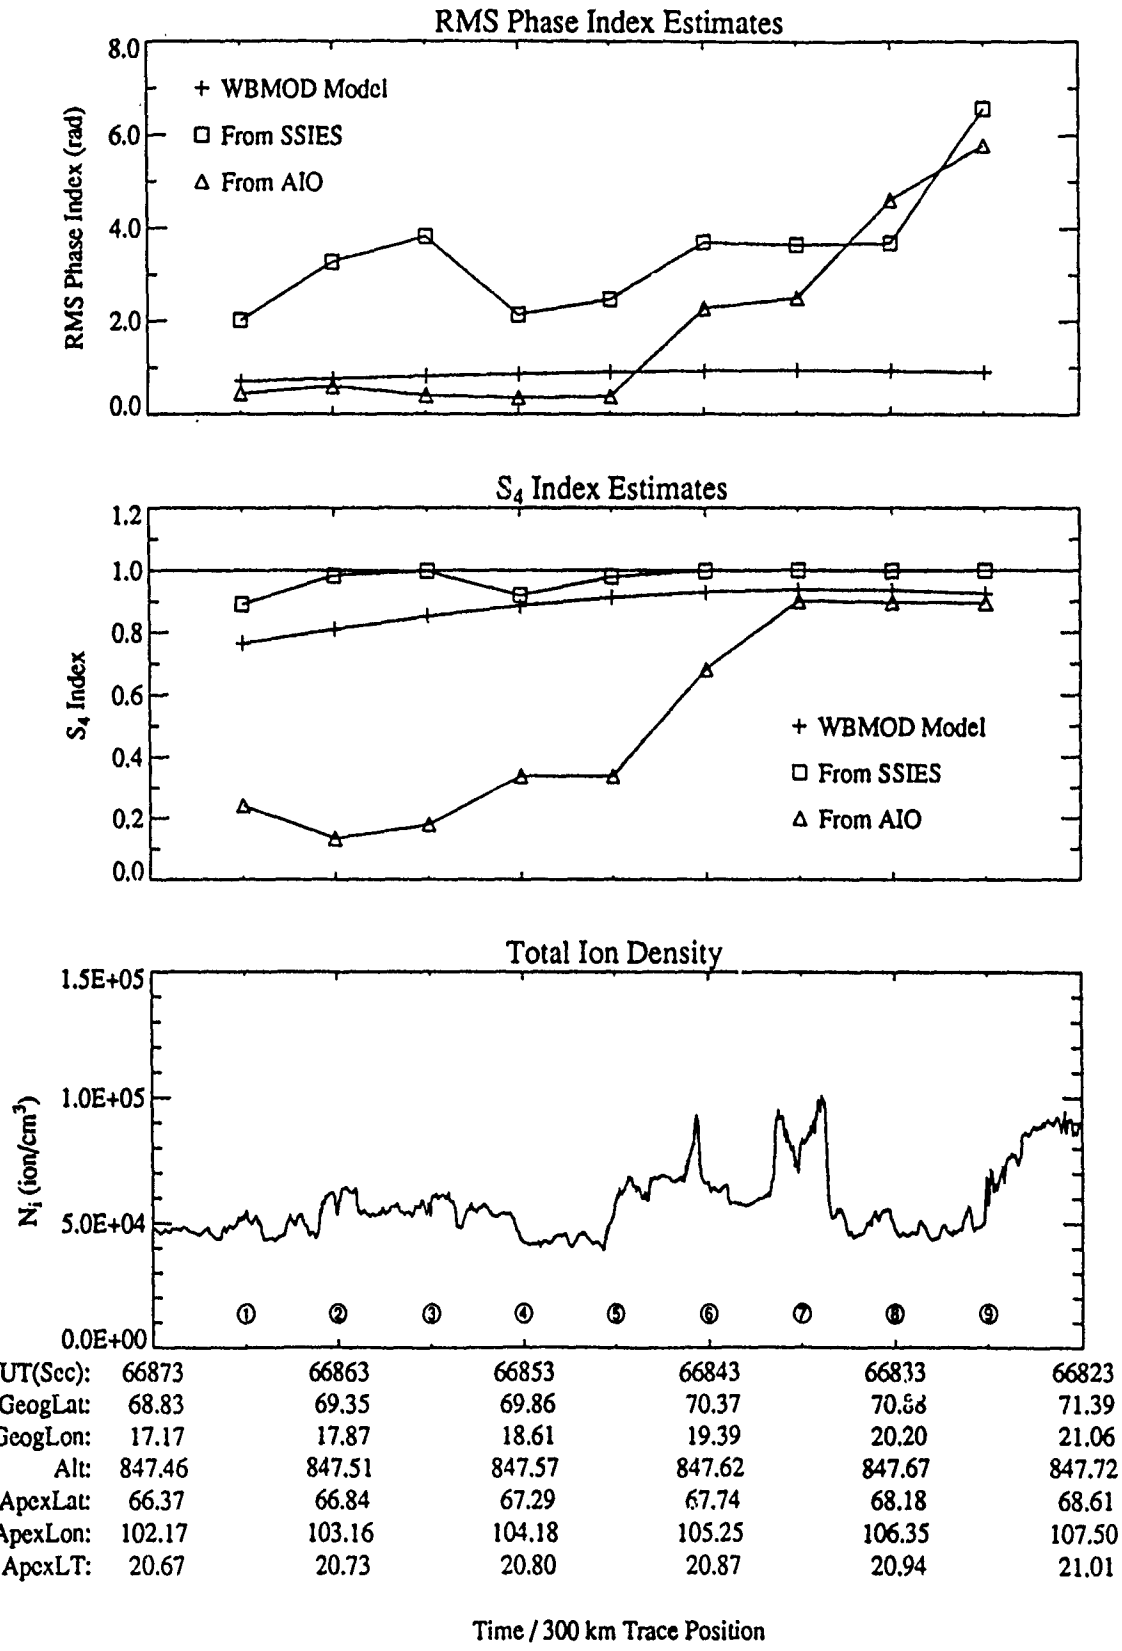 RMS Phase Index Estimates
8.0
6.0
4.0
2.0
0.0
RMS Phase Index (rad)
+ WBMOD Model
□ From SSIES
△ From AIO
S₄ Index Estimates
1.2
1.0
0.8
0.6
0.4
0.2
0.0
S₄ Index
+ WBMOD Model
□ From SSIES
△ From AIO
Total Ion Density
1.5E+05
1.0E+05
5.0E+04
0.0E+00
Nᵢ (ion/cm³)
① ② ③ ④ ⑤ ⑥ ⑦ ⑧ ⑨
UT(Sec): 66873 66863 66853 66843 66833 66823
GeogLat: 68.83 69.35 69.86 70.37 70.88 71.39
GeogLon: 17.17 17.87 18.61 19.39 20.20 21.06
Alt: 847.46 847.51 847.57 847.62 847.67 847.72
ApexLat: 66.37 66.84 67.29 67.74 68.18 68.61
ApexLon: 102.17 103.16 104.18 105.25 106.35 107.50
ApexLT: 20.67 20.73 20.80 20.87 20.94 21.01
Time / 300 km Trace Position